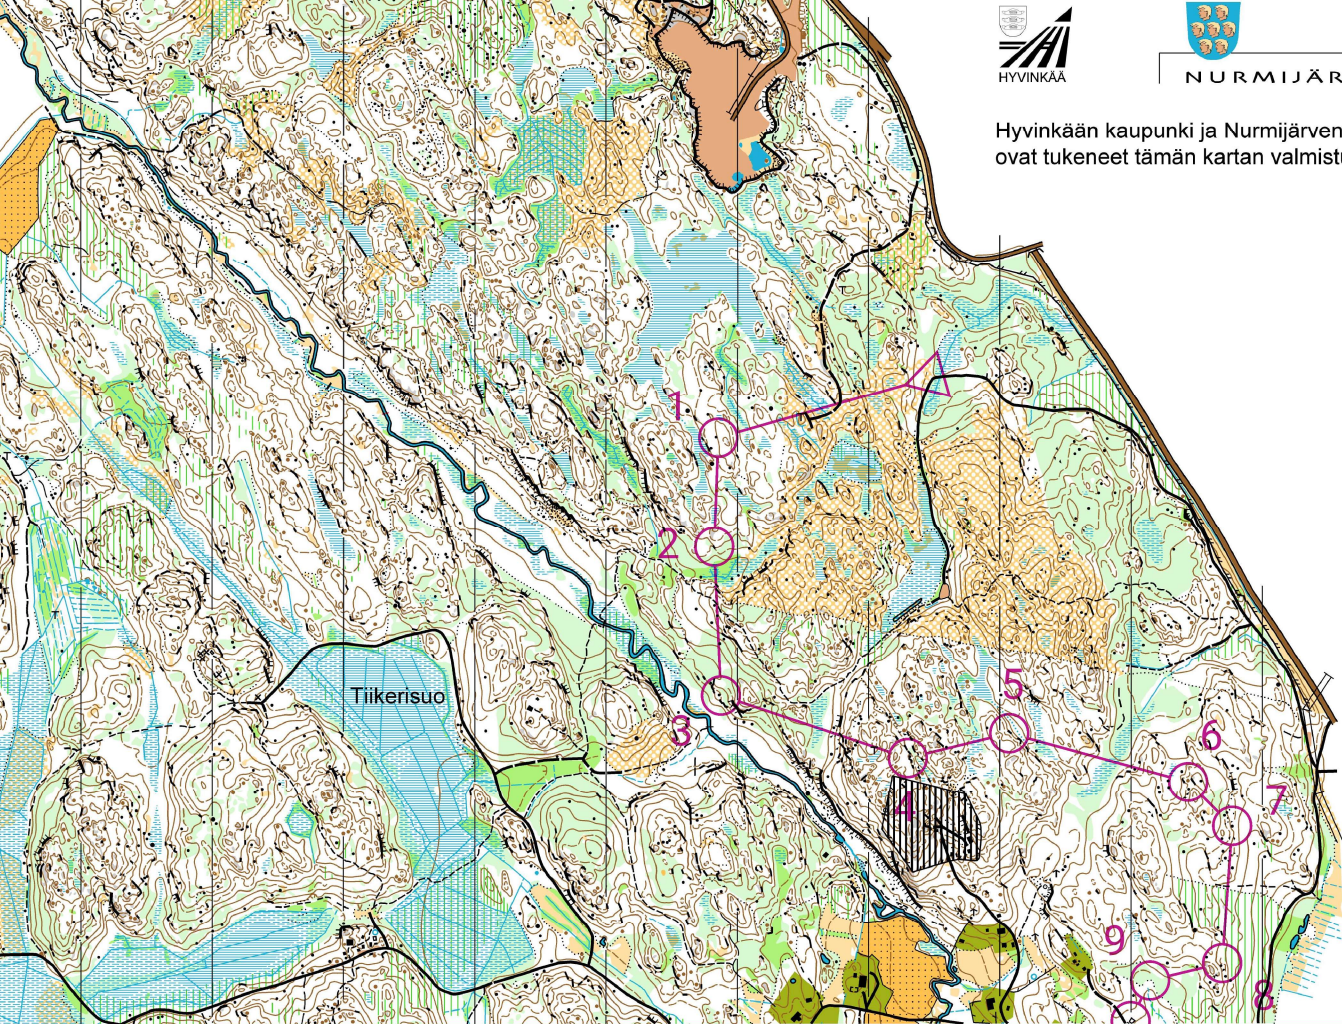 HYVINKÄÄ
NURMIJÄR
Hyvinkään kaupunki ja Nurmijärven
ovat tukeneet tämän kartan valmist
1
2
3
4
5
6
7
8
9
Tiikerisuo